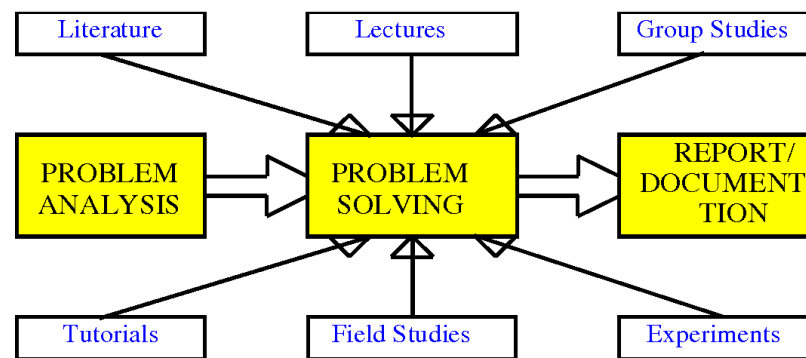 Literature
Lectures
Group Studies
PROBLEM
ANALYSIS
PROBLEM
SOLVING
REPORT/
DOCUMENT
TION
Tutorials
Field Studies
Experiments